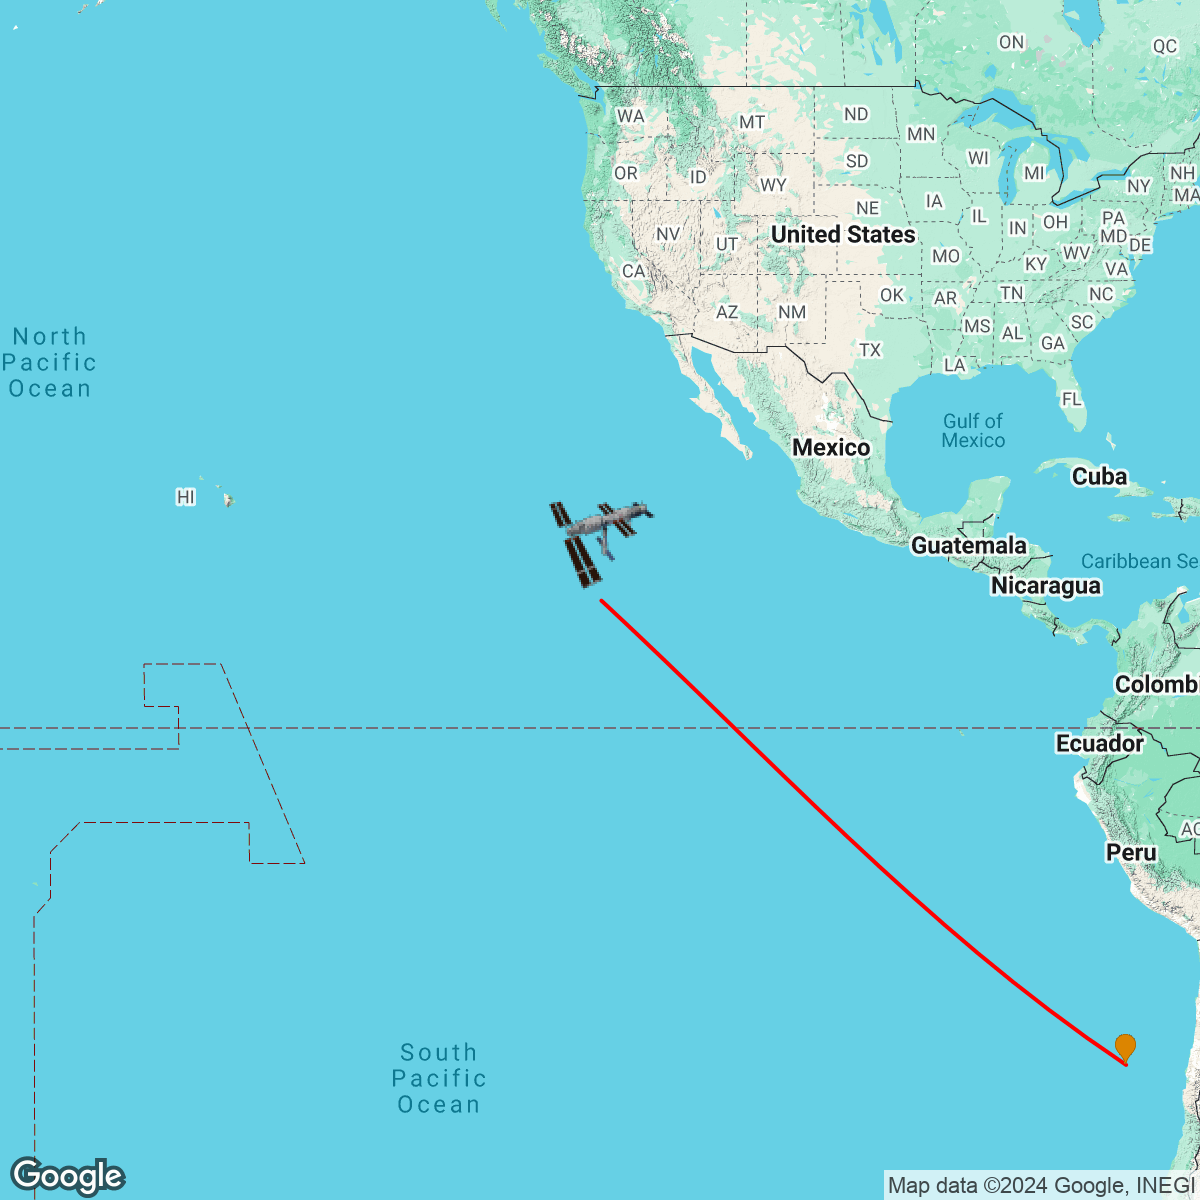 ON
QC
WA
MT
ND
MN
OR
ID
SD
WI
MI
NY
NH
MA
WY
NE
IA
IL
IN
OH
PA
MD
DE
NV
UT
United States
MO
KY
WV
VA
CA
OK
AR
TN
NC
AZ
NM
MS
AL
SC
GA
TX
LA
FL
North
Pacific
Ocean
Gulf of
Mexico
Mexico
Cuba
HI
Guatemala
Caribbean Se
Nicaragua
Colombi
Ecuador
AC
Peru
South
Pacific
Ocean
Google
Map data ©2024 Google, INEGI